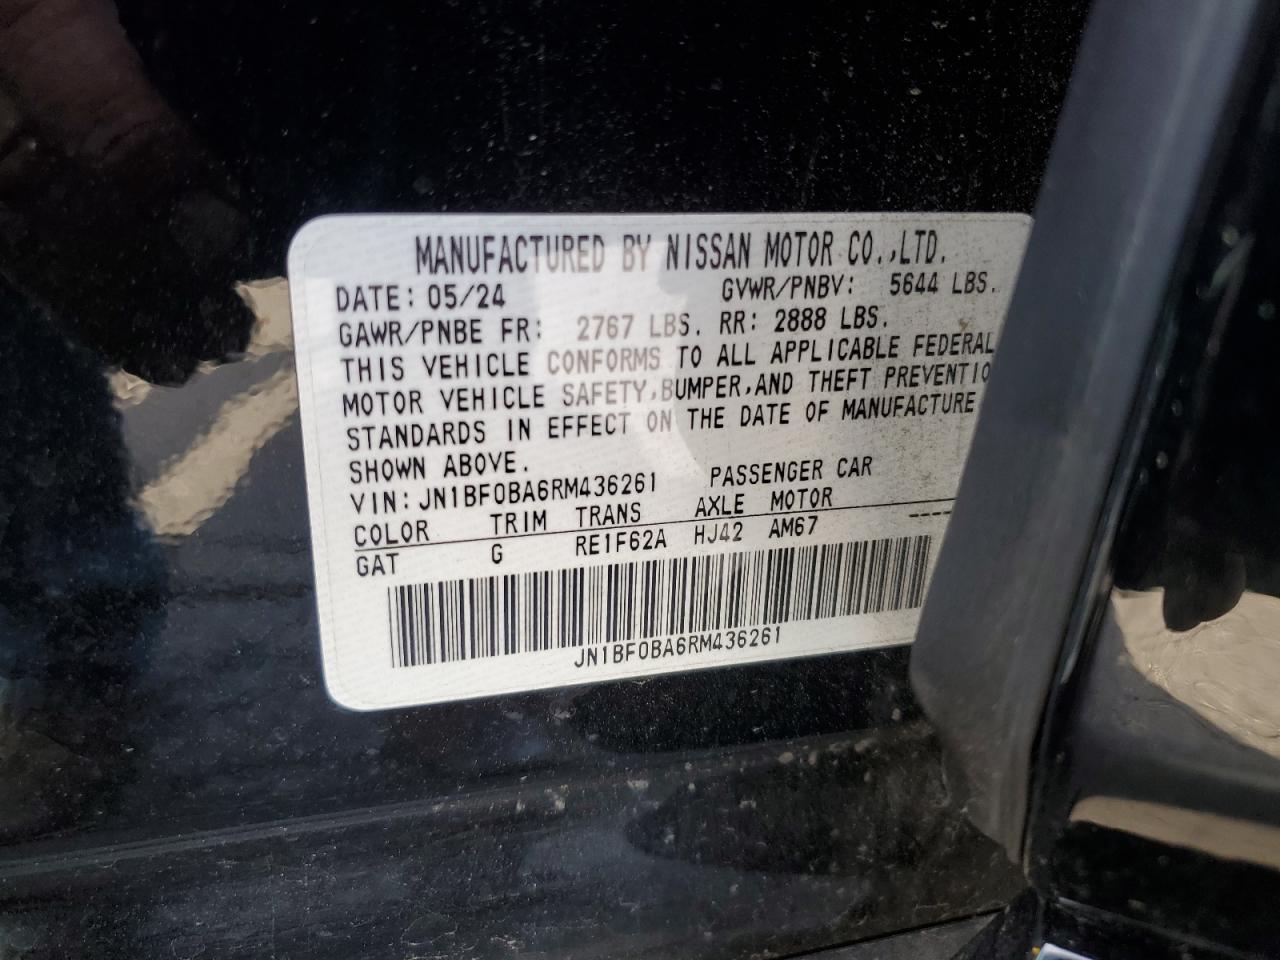 MANUFACTURED BY NISSAN MOTOR CO.,LTD.
DATE: 05/24 GVWR/PNBV: 5644 LBS.
GAWR/PNBE FR: 2767 LBS. RR: 2888 LBS.
THIS VEHICLE CONFORMS TO ALL APPLICABLE FEDERAL
MOTOR VEHICLE SAFETY,BUMPER,AND THEFT PREVENTIO
STANDARDS IN EFFECT ON THE DATE OF MANUFACTURE
SHOWN ABOVE.
VIN: JN1BF0BA6RM436261 PASSENGER CAR
COLOR TRIM TRANS AXLE MOTOR
GAT G RE1F62A HJ42 AM67 ----
JN1BF0BA6RM436261